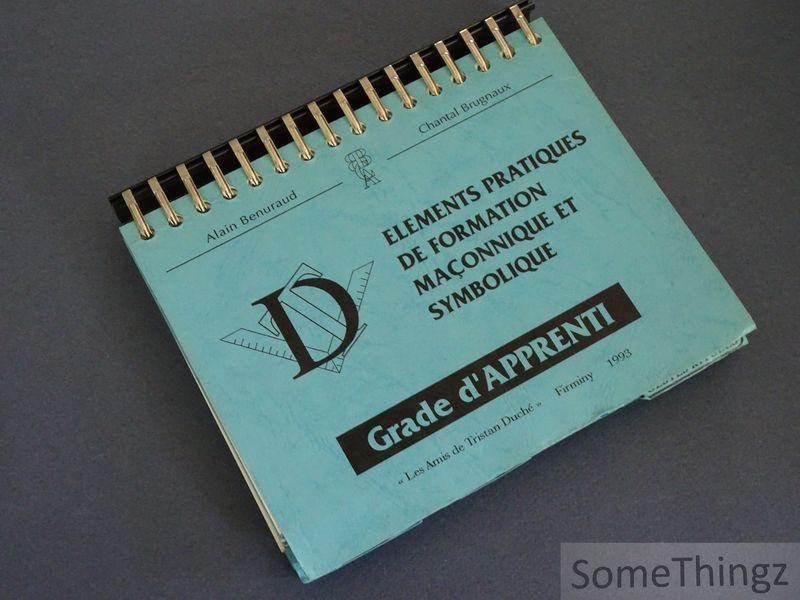 Alain Benuraud
Chantal Brugnaux
ELEMENTS PRATIQUES
DE FORMATION
MAÇONNIQUE ET
SYMBOLIQUE
D
Grade d'APPRENTI
« Les Amis de Tristan Duché » Firminy 1993
SomeThingz